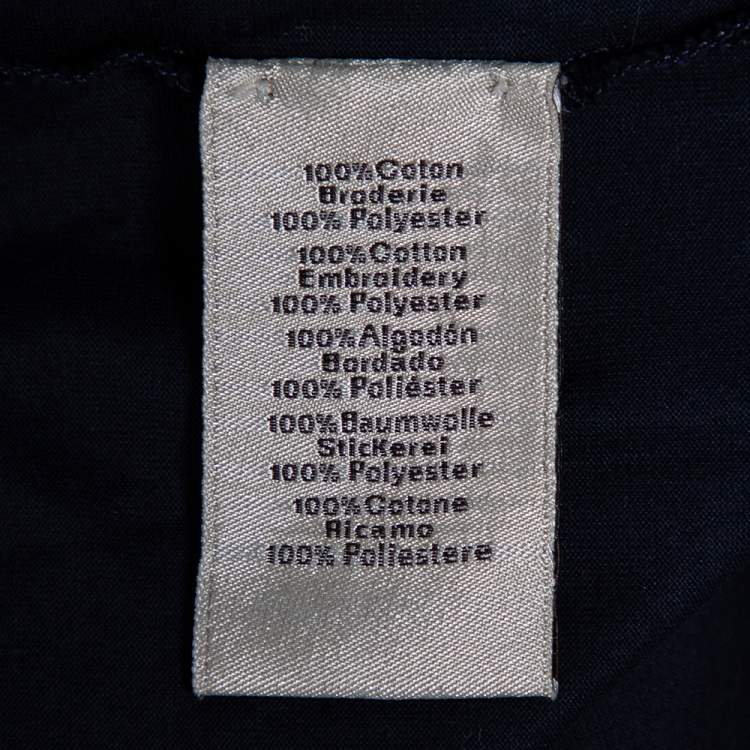 100%Coton
Broderie
100% Polyester
100%Cotton
Embroidery
100% Polyester
100%Algodón
Bordado
100% Poliéster
100%Baumwolle
Stickerei
100% Polyester
100%Cotone
Ricamo
100% Poliestere